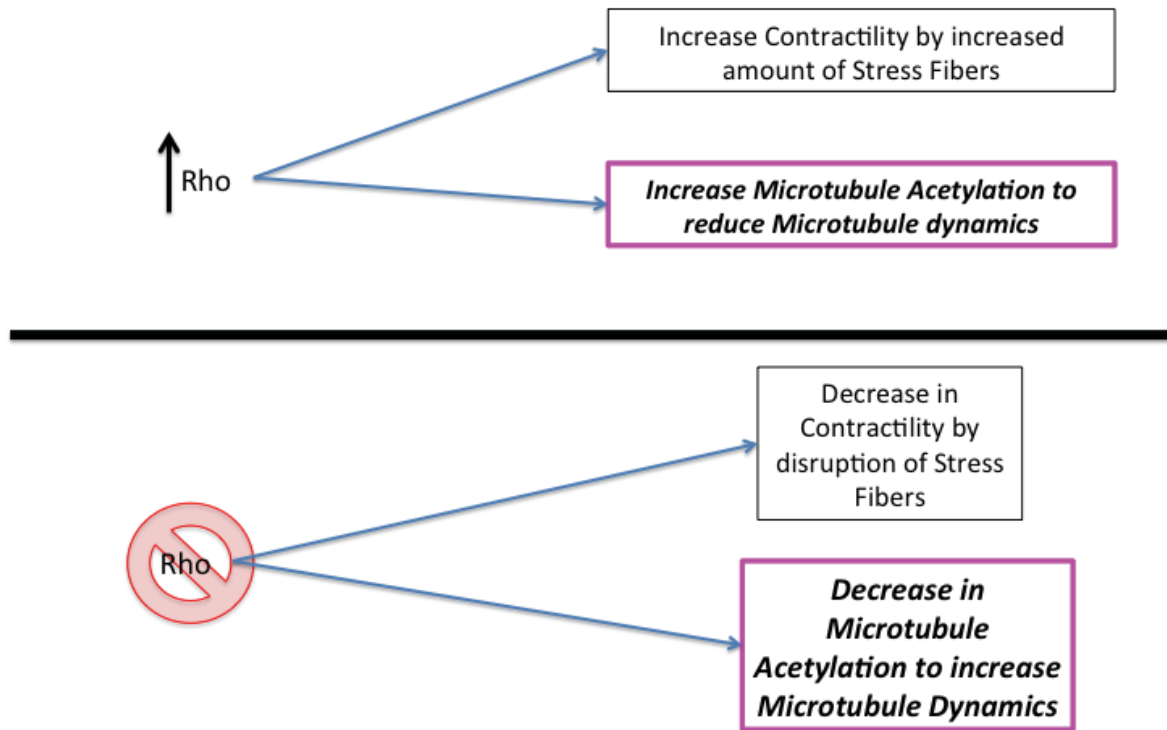 Increase Contractility by increased
amount of Stress Fibers
Rho
Increase Microtubule Acetylation to
reduce Microtubule dynamics
Decrease in
Contractility by
disruption of Stress
Fibers
Rho
Decrease in
Microtubule
Acetylation to increase
Microtubule Dynamics